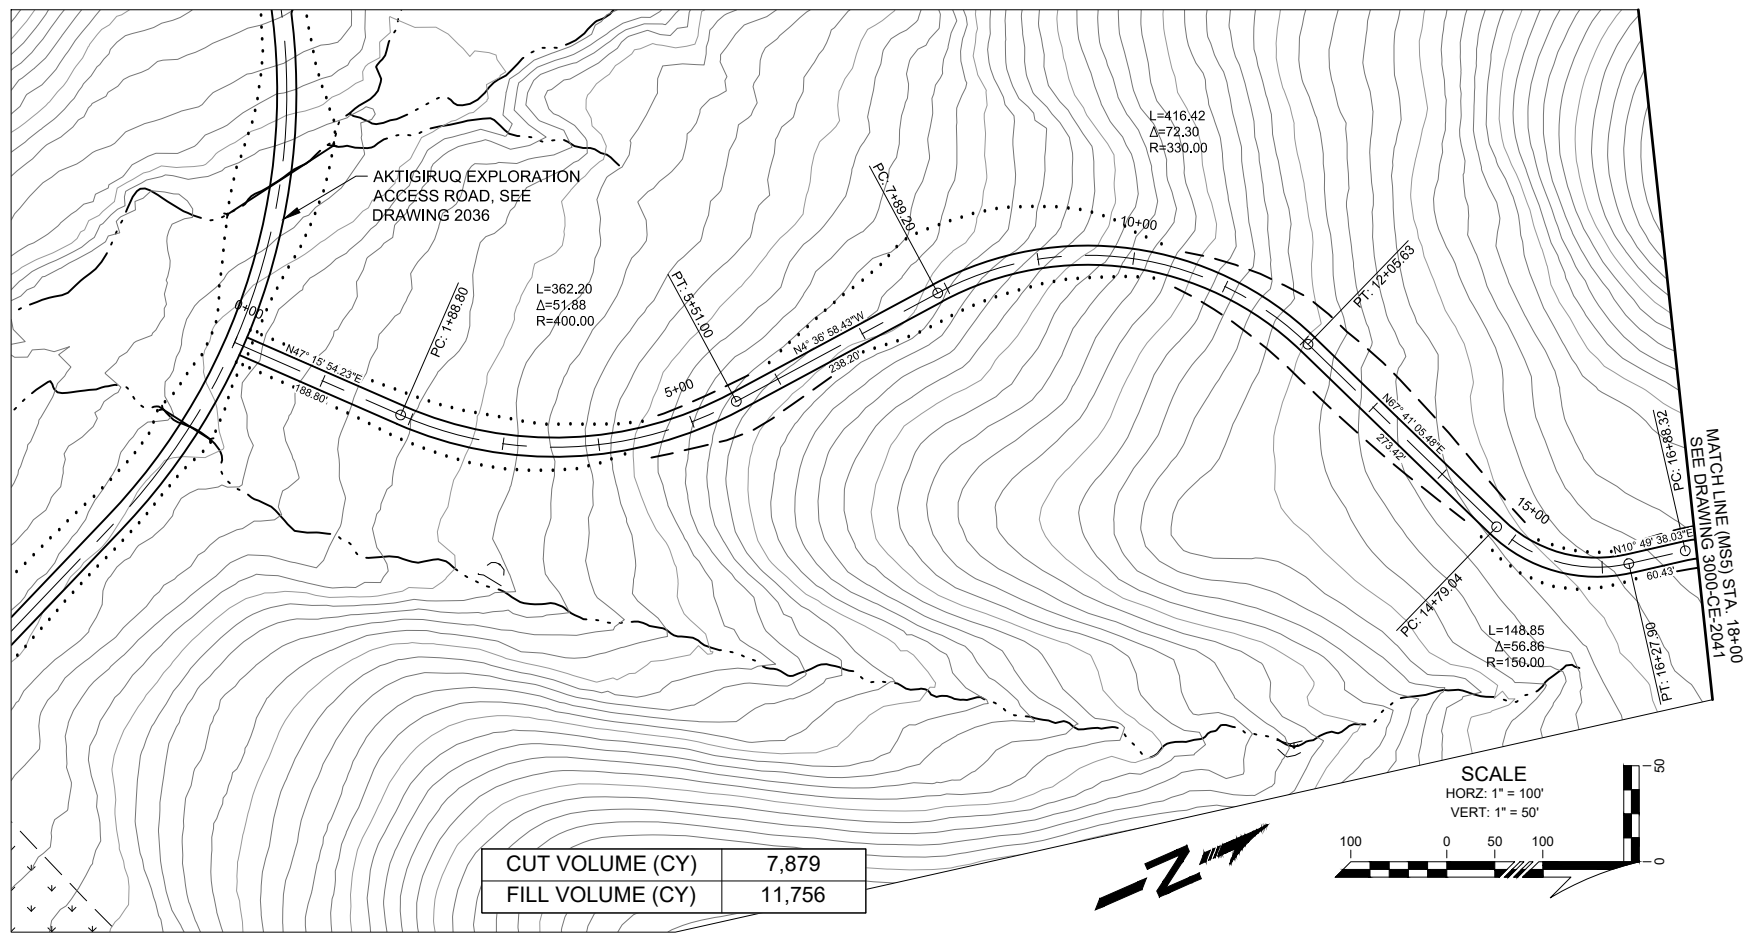 L=416.42
Δ=72.30
R=330.00
AKTIGIRUQ EXPLORATION
ACCESS ROAD, SEE
DRAWING 2036
PC: 7+89.20
10+00
PT: 12+05.63
0+00
L=362.20
Δ=51.88
R=400.00
PC: 1+88.80
PT: 5+51.00
N47° 15' 54.23"E
188.80'
5+00
N4° 36' 58.43"W
238.20'
N67° 41' 05.48"E
273.42'
15+00
PC: 16+88.32
N10° 49' 38.03"E
60.43'
PC: 14+79.04
L=148.85
Δ=56.86
R=150.00
PT: 16+27.90
MATCH LINE (MS5) STA. 18+00
SEE DRAWING 3000-CE-2041
SCALE
HORZ: 1" = 100'
VERT: 1" = 50'
100 0 50 100
50
0
N
CUT VOLUME (CY) 7,879
FILL VOLUME (CY) 11,756